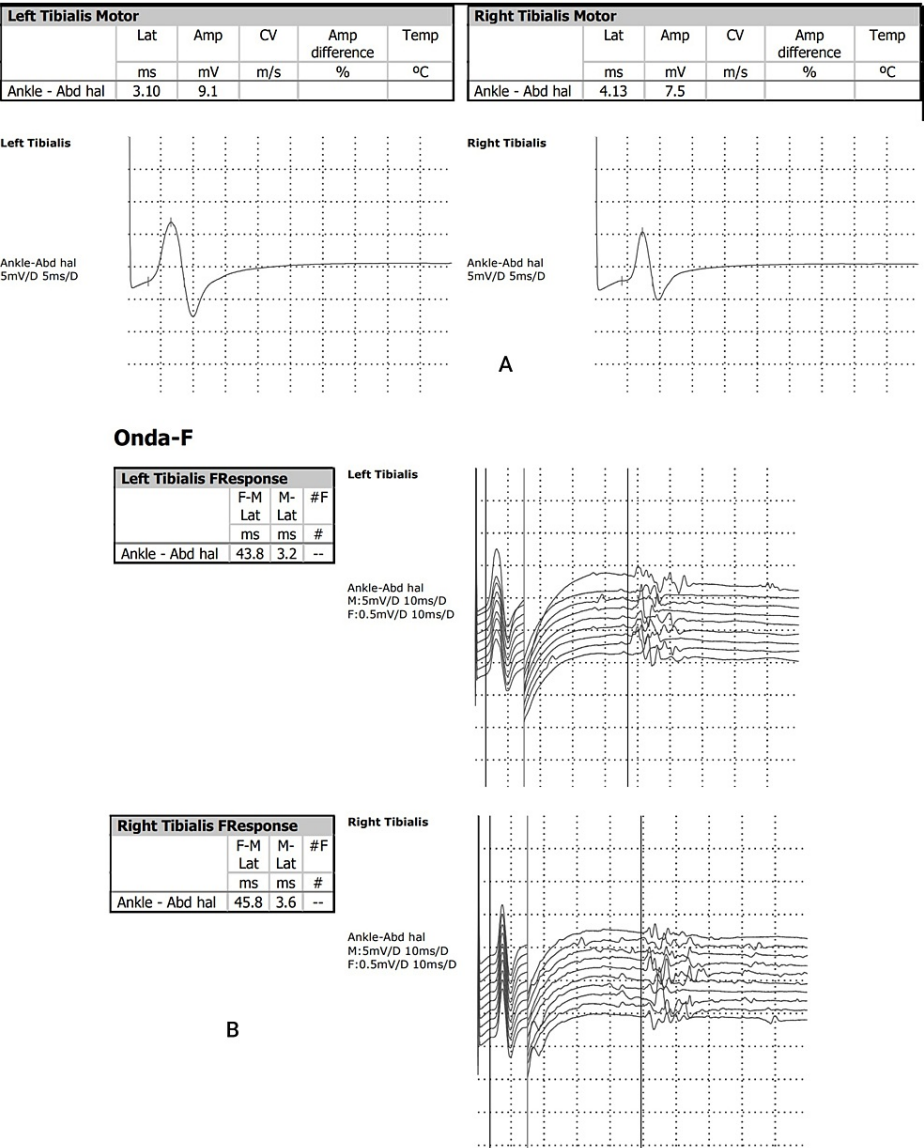 Left Tibialis Motor
Lat Amp CV Amp difference Temp
ms mV m/s % ºC
Ankle - Abd hal 3.10 9.1
Right Tibialis Motor
Lat Amp CV Amp difference Temp
ms mV m/s % ºC
Ankle - Abd hal 4.13 7.5
Left Tibialis
Ankle-Abd hal
5mV/D 5ms/D
Right Tibialis
Ankle-Abd hal
5mV/D 5ms/D
A
Onda-F
Left Tibialis FResponse
F-M Lat M-Lat #F
ms ms #
Ankle - Abd hal 43.8 3.2 --
Left Tibialis
Ankle-Abd hal
M:5mV/D 10ms/D
F:0.5mV/D 10ms/D
Right Tibialis FResponse
F-M Lat M-Lat #F
ms ms #
Ankle - Abd hal 45.8 3.6 --
Right Tibialis
Ankle-Abd hal
M:5mV/D 10ms/D
F:0.5mV/D 10ms/D
B